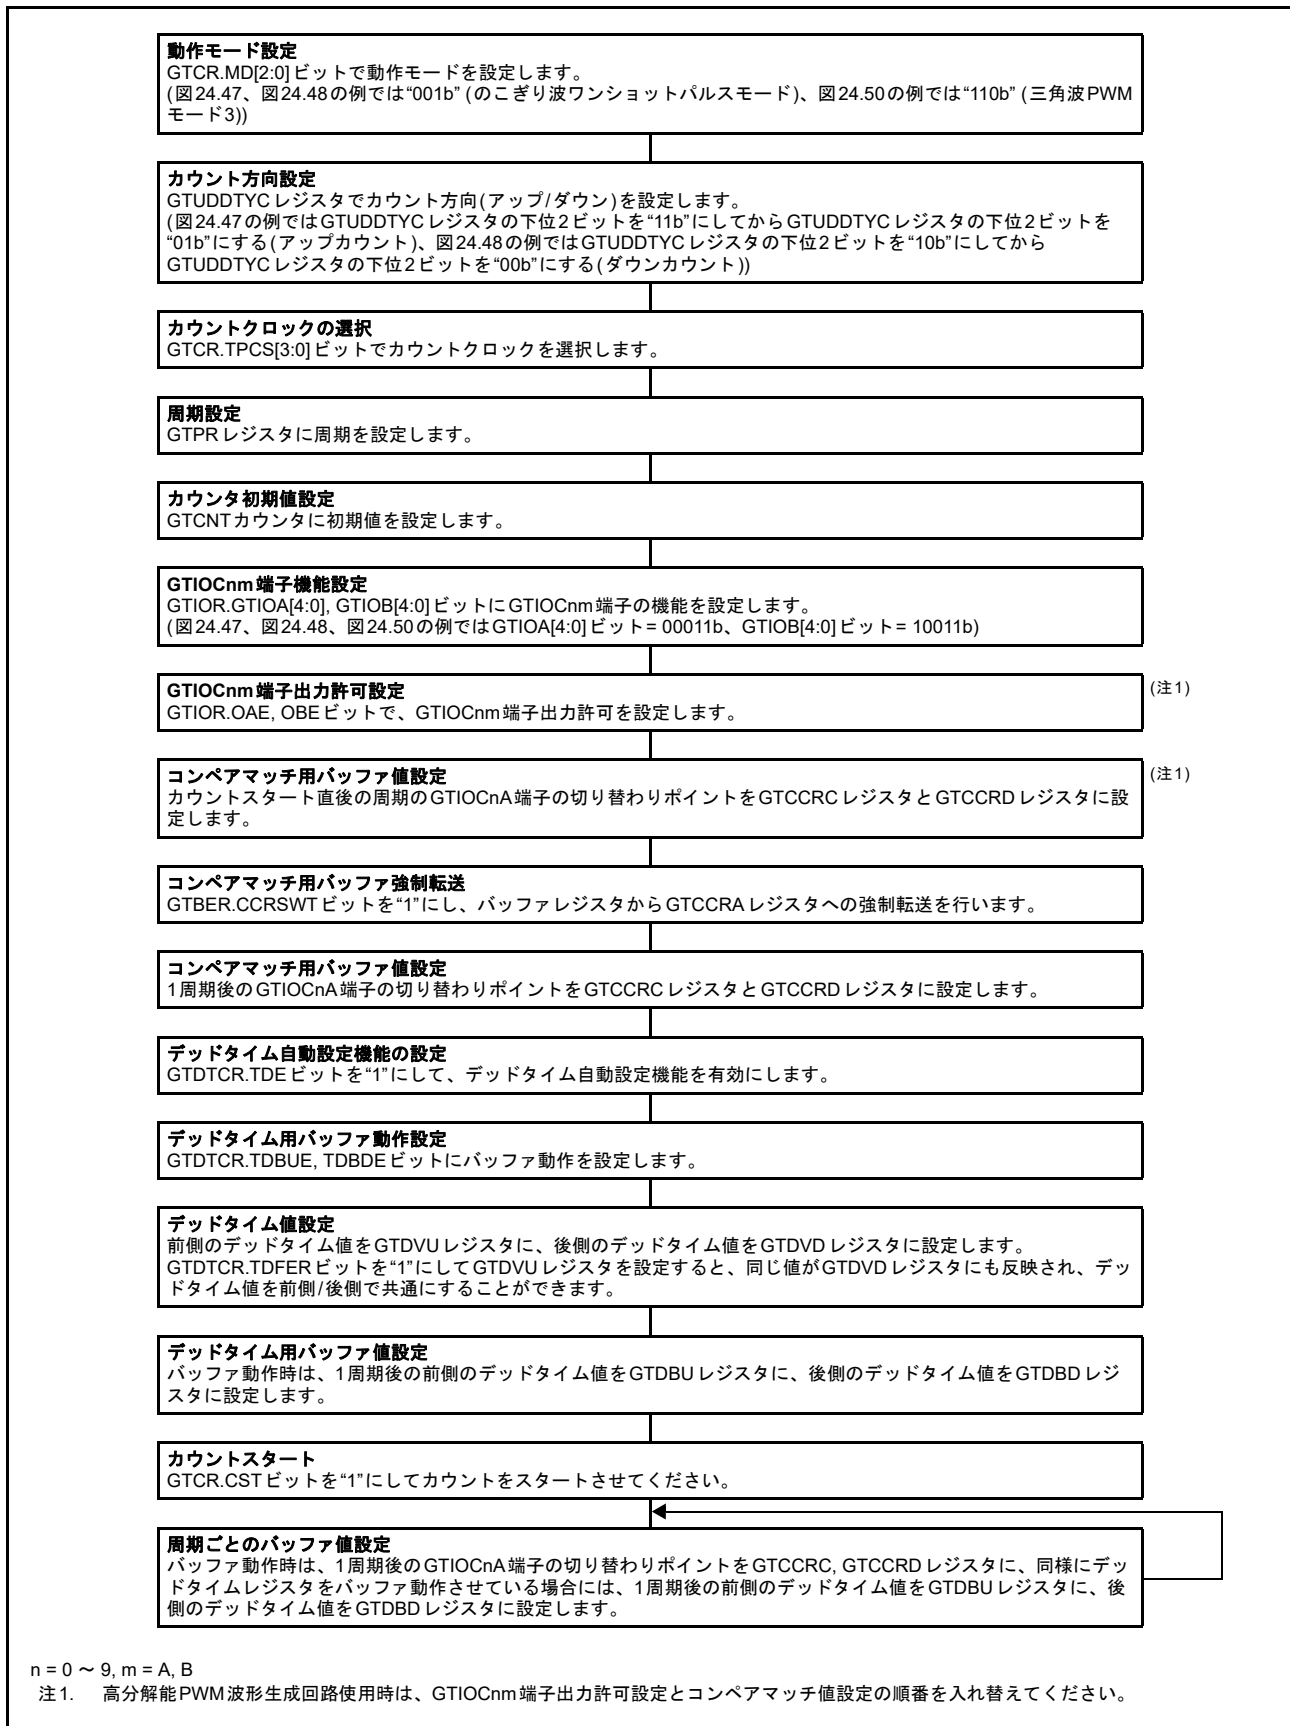 動作モード設定
GTCR.MD[2:0]ビットで動作モードを設定します。
(図24.47、図24.48の例では“001b” (のこぎり波ワンショットパルスモード)、図24.50の例では“110b” (三角波PWM
モード3))
カウント方向設定
GTUDDTYCレジスタでカウント方向(アップ/ダウン)を設定します。
(図24.47の例ではGTUDDTYCレジスタの下位2ビットを“11b”にしてからGTUDDTYCレジスタの下位2ビットを
“01b”にする(アップカウント)、図24.48の例ではGTUDDTYCレジスタの下位2ビットを“10b”にしてから
GTUDDTYCレジスタの下位2ビットを“00b”にする(ダウンカウント))
カウントクロックの選択
GTCR.TPCS[3:0]ビットでカウントクロックを選択します。
周期設定
GTPRレジスタに周期を設定します。
カウンタ初期値設定
GTCNTカウンタに初期値を設定します。
GTIOCnm端子機能設定
GTIOR.GTIOA[4:0], GTIOB[4:0]ビットにGTIOCnm端子の機能を設定します。
(図24.47、図24.48、図24.50の例ではGTIOA[4:0]ビット= 00011b、GTIOB[4:0]ビット= 10011b)
GTIOCnm端子出力許可設定 (注1)
GTIOR.OAE, OBEビットで、GTIOCnm端子出力許可を設定します。
コンペアマッチ用バッファ値設定 (注1)
カウントスタート直後の周期のGTIOCnA端子の切り替わりポイントをGTCCRCレジスタとGTCCRDレジスタに設
定します。
コンペアマッチ用バッファ強制転送
GTBER.CCRSWTビットを“1”にし、バッファレジスタからGTCCRAレジスタへの強制転送を行います。
コンペアマッチ用バッファ値設定
1周期後のGTIOCnA端子の切り替わりポイントをGTCCRCレジスタとGTCCRDレジスタに設定します。
デッドタイム自動設定機能の設定
GTDTCR.TDEビットを“1”にして、デッドタイム自動設定機能を有効にします。
デッドタイム用バッファ動作設定
GTDTCR.TDBUE, TDBDEビットにバッファ動作を設定します。
デッドタイム値設定
前側のデッドタイム値をGTDVUレジスタに、後側のデッドタイム値をGTDVDレジスタに設定します。
GTDTCR.TDFERビットを“1”にしてGTDVUレジスタを設定すると、同じ値がGTDVDレジスタにも反映され、デッ
ドタイム値を前側/後側で共通にすることができます。
デッドタイム用バッファ値設定
バッファ動作時は、1周期後の前側のデッドタイム値をGTDBUレジスタに、後側のデッドタイム値をGTDBDレジ
スタに設定します。
カウントスタート
GTCR.CSTビットを“1”にしてカウントをスタートさせてください。
周期ごとのバッファ値設定
バッファ動作時は、1周期後のGTIOCnA端子の切り替わりポイントをGTCCRC, GTCCRDレジスタに、同様にデッ
ドタイムレジスタをバッファ動作させている場合には、1周期後の前側のデッドタイム値をGTDBUレジスタに、後
側のデッドタイム値をGTDBDレジスタに設定します。
n = 0 ～ 9, m = A, B
注1. 高分解能PWM波形生成回路使用時は、GTIOCnm端子出力許可設定とコンペアマッチ値設定の順番を入れ替えてください。